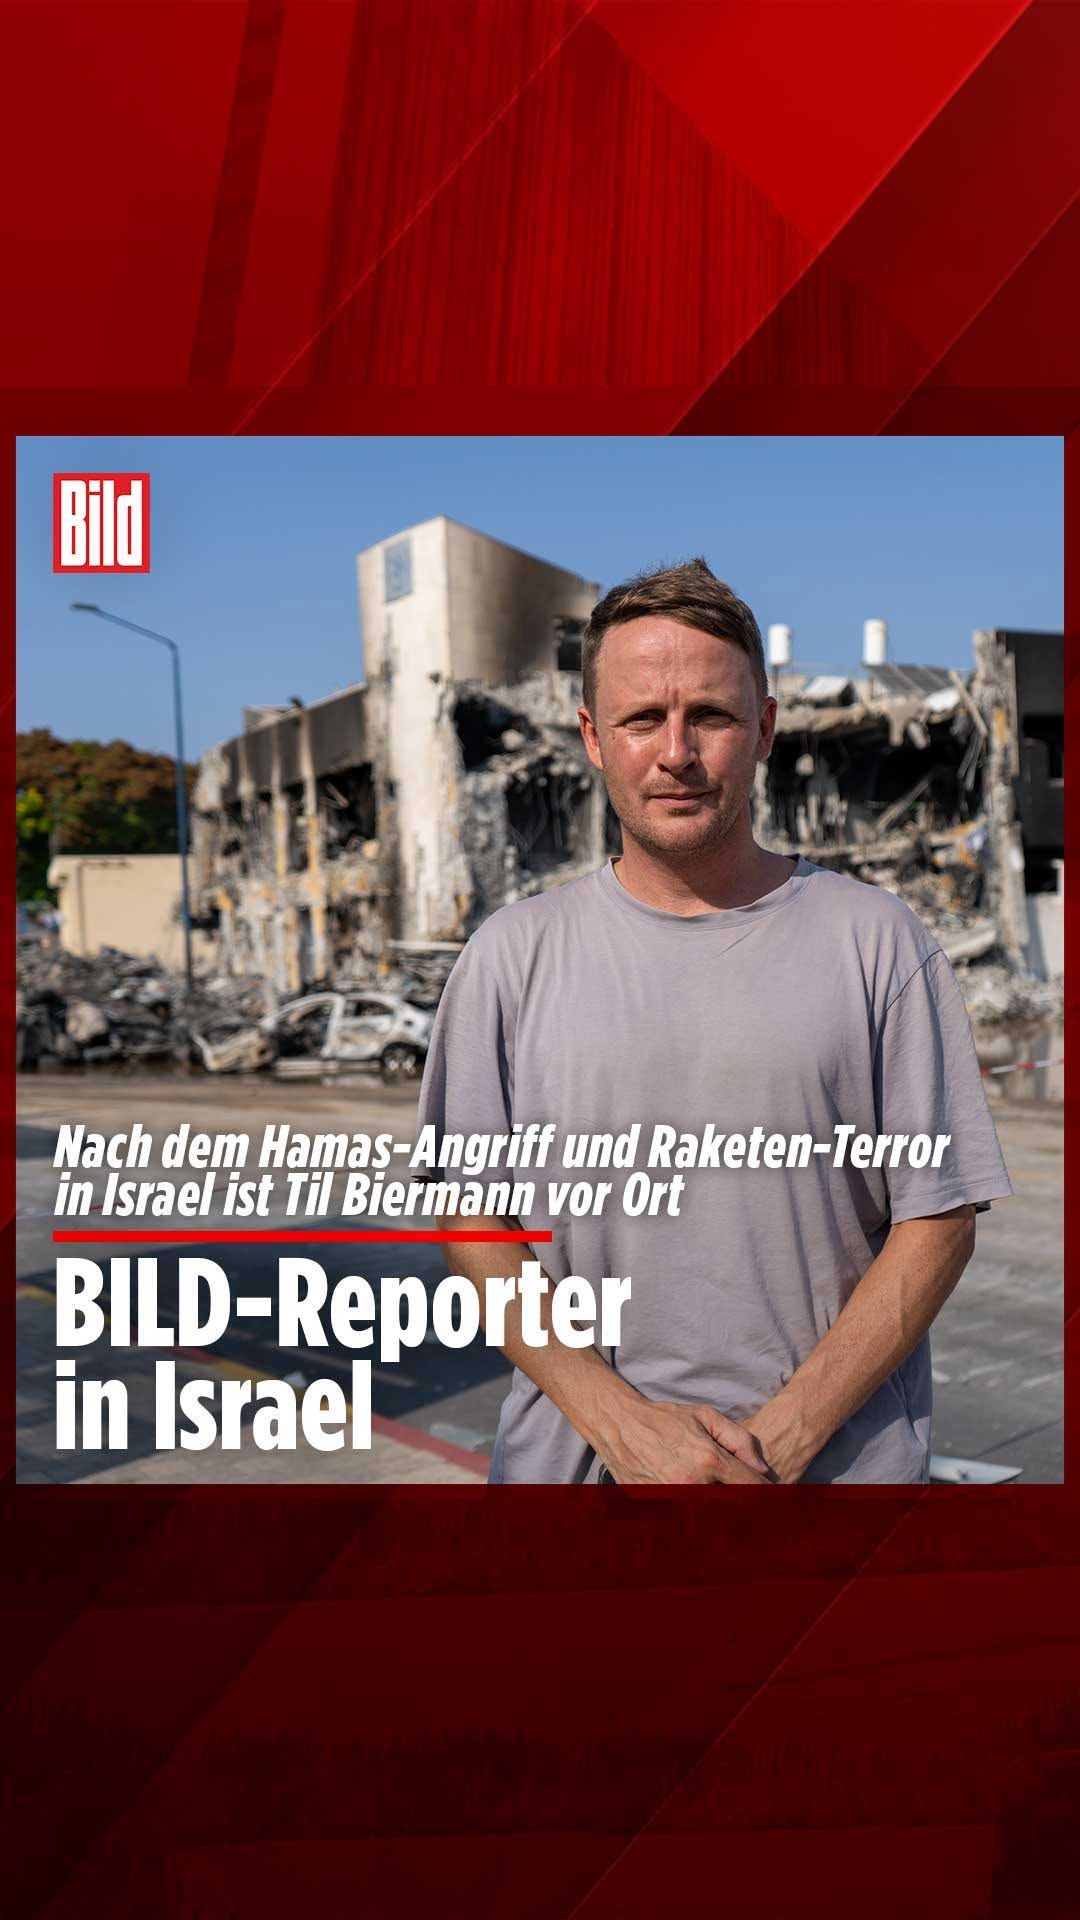 Bild
Nach dem Hamas-Angriff und Raketen-Terror
in Israel ist Til Biermann vor Ort
BILD-Reporter
in Israel